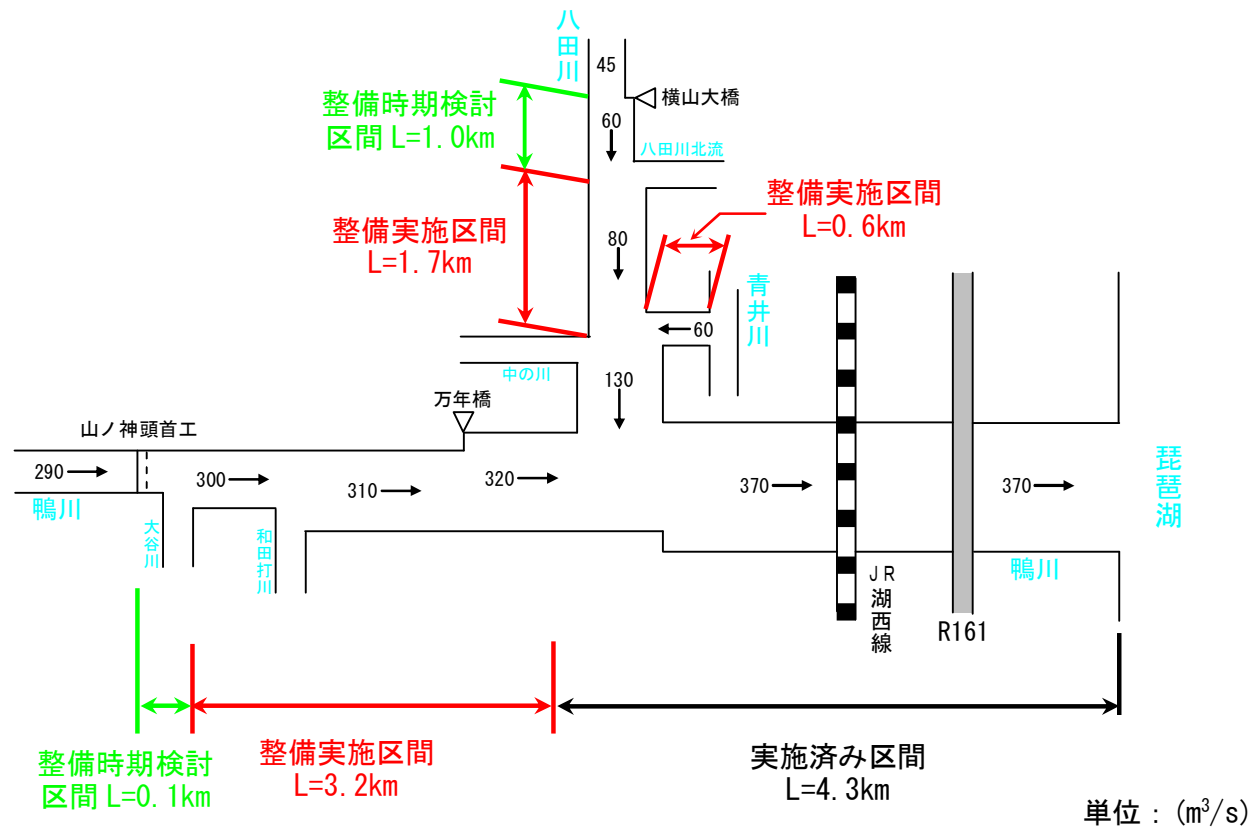 八田川
45
横山大橋
整備時期検討
区間 L=1.0km
60
八田川北流
整備実施区間
L=0.6km
整備実施区間
L=1.7km
80
青井川
60
中の川
130
万年橋
山ノ神頭首工
290
300
310
320
370
370
琵琶湖
鴨川
大谷川
和田打川
JR湖西線
鴨川
R161
整備時期検討
区間 L=0.1km
整備実施区間
L=3.2km
実施済み区間
L=4.3km
単位：(m³/s)